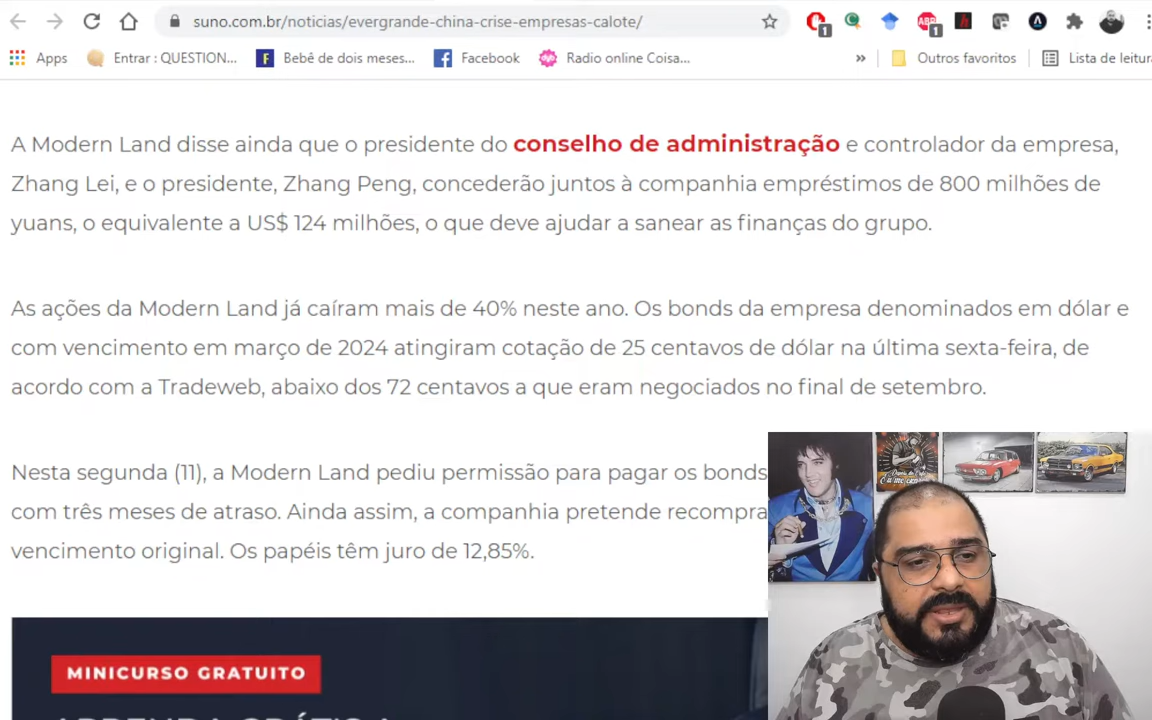 suno.com.br/noticias/evergrande-china-crise-empresas-calote/
1
ABP
1
Apps
Entrar : QUESTION...
F
Bebê de dois meses...
Facebook
Radio online Coisa...
»
Outros favoritos
Lista de leitur
A Modern Land disse ainda que o presidente do conselho de administração e controlador da empresa,
Zhang Lei, e o presidente, Zhang Peng, concederão juntos à companhia empréstimos de 800 milhões de
yuans, o equivalente a US$ 124 milhões, o que deve ajudar a sanear as finanças do grupo.
As ações da Modern Land já caíram mais de 40% neste ano. Os bonds da empresa denominados em dólar e
com vencimento em março de 2024 atingiram cotação de 25 centavos de dólar na última sexta-feira, de
acordo com a Tradeweb, abaixo dos 72 centavos a que eram negociados no final de setembro.
Nesta segunda (11), a Modern Land pediu permissão para pagar os bonds
com três meses de atraso. Ainda assim, a companhia pretende recompra
vencimento original. Os papéis têm juro de 12,85%.
MINICURSO GRATUITO
APRENDA GRÁTIS A